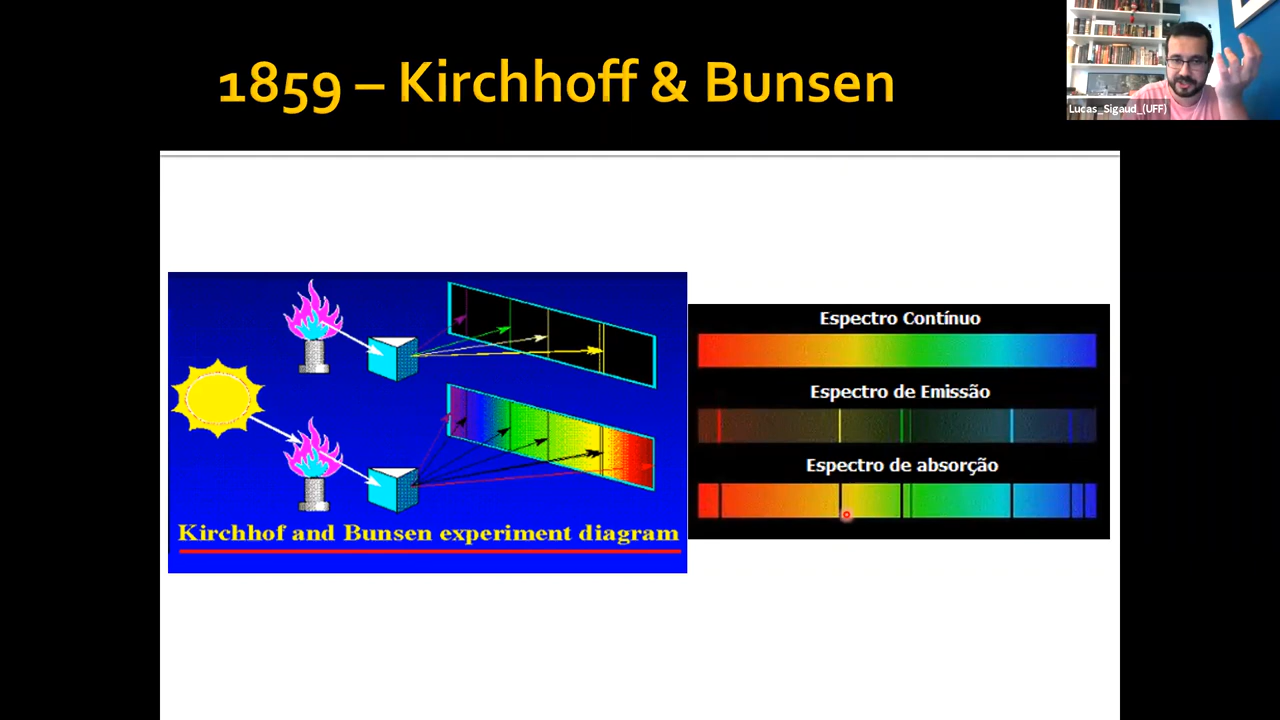 1859 – Kirchhoff & Bunsen
Lucas_Sigaud_(UFF)
Kirchhof and Bunsen experiment diagram
Espectro Contínuo
Espectro de Emissão
Espectro de absorção